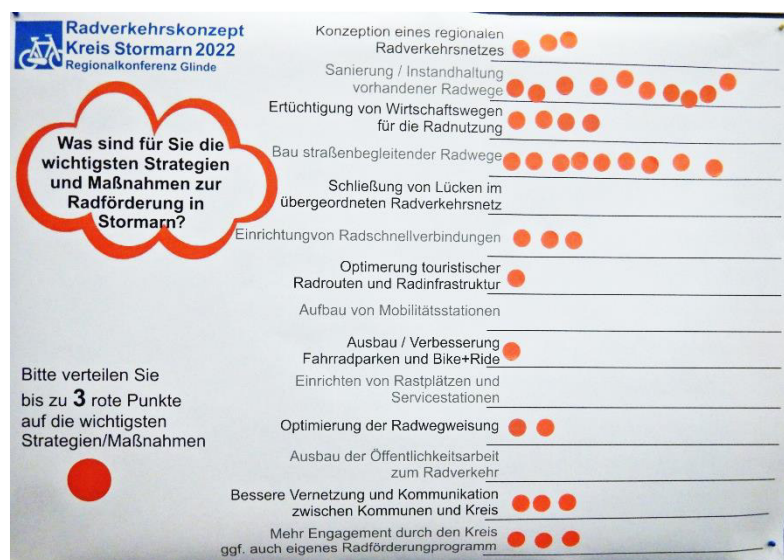 Radverkehrskonzept
Kreis Stormarn 2022
Regionalkonferenz Glinde
Was sind für Sie die
wichtigsten Strategien
und Maßnahmen zur
Radförderung in
Stormarn?
Bitte verteilen Sie
bis zu 3 rote Punkte
auf die wichtigsten
Strategien/Maßnahmen
Konzeption eines regionalen
Radverkehrsnetzes
Sanierung / Instandhaltung
vorhandener Radwege
Ertüchtigung von Wirtschaftswegen
für die Radnutzung
Bau straßenbegleitender Radwege
Schließung von Lücken im
übergeordneten Radverkehrsnetz
Einrichtungvon Radschnellverbindungen
Optimerung touristischer
Radrouten und Radinfrastruktur
Aufbau von Mobilitätsstationen
Ausbau / Verbesserung
Fahrradparken und Bike+Ride
Einrichten von Rastplätzen und
Servicestationen
Optimierung der Radwegweisung
Ausbau der Öffentlichkeitsarbeit
zum Radverkehr
Bessere Vernetzung und Kommunikation
zwischen Kommunen und Kreis
Mehr Engagement durch den Kreis
ggf. auch eigenes Radförderungprogramm